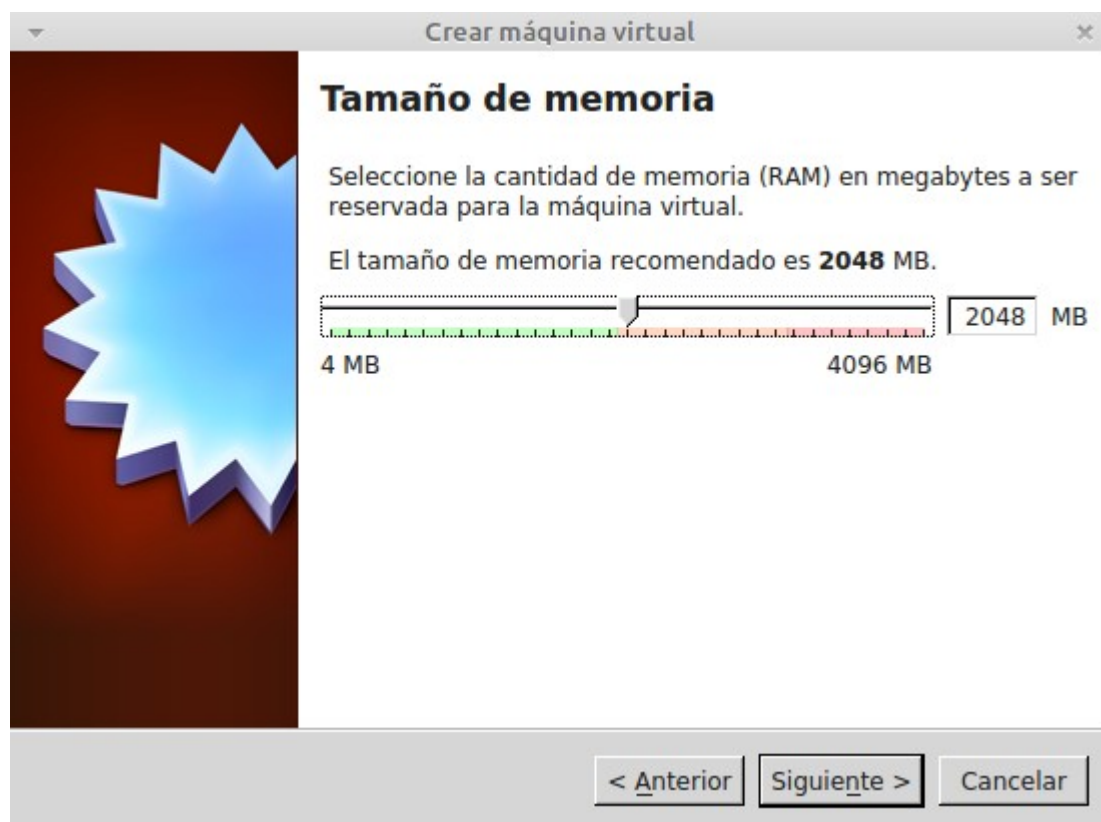 Crear máquina virtual
Tamaño de memoria
Seleccione la cantidad de memoria (RAM) en megabytes a ser
reservada para la máquina virtual.
El tamaño de memoria recomendado es 2048 MB.
2048 MB
4 MB 4096 MB
< Anterior Siguiente > Cancelar